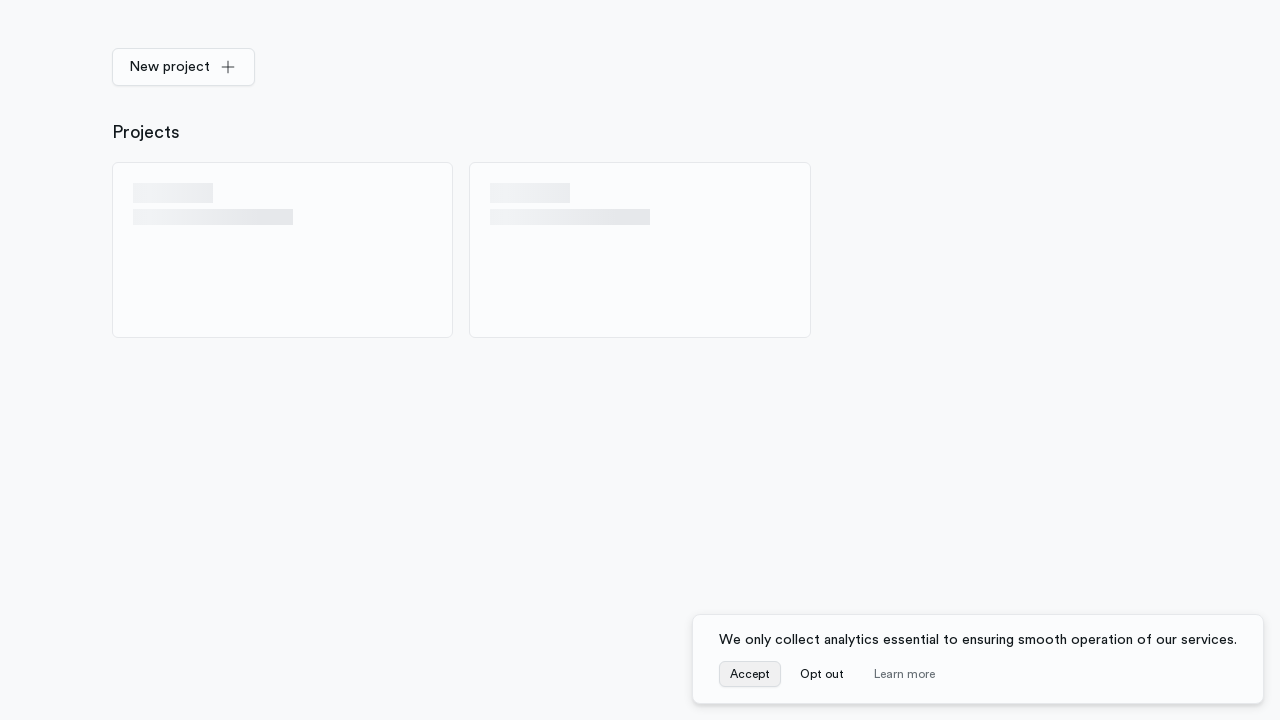 New project
Projects
We only collect analytics essential to ensuring smooth operation of our services.
Accept Opt out Learn more